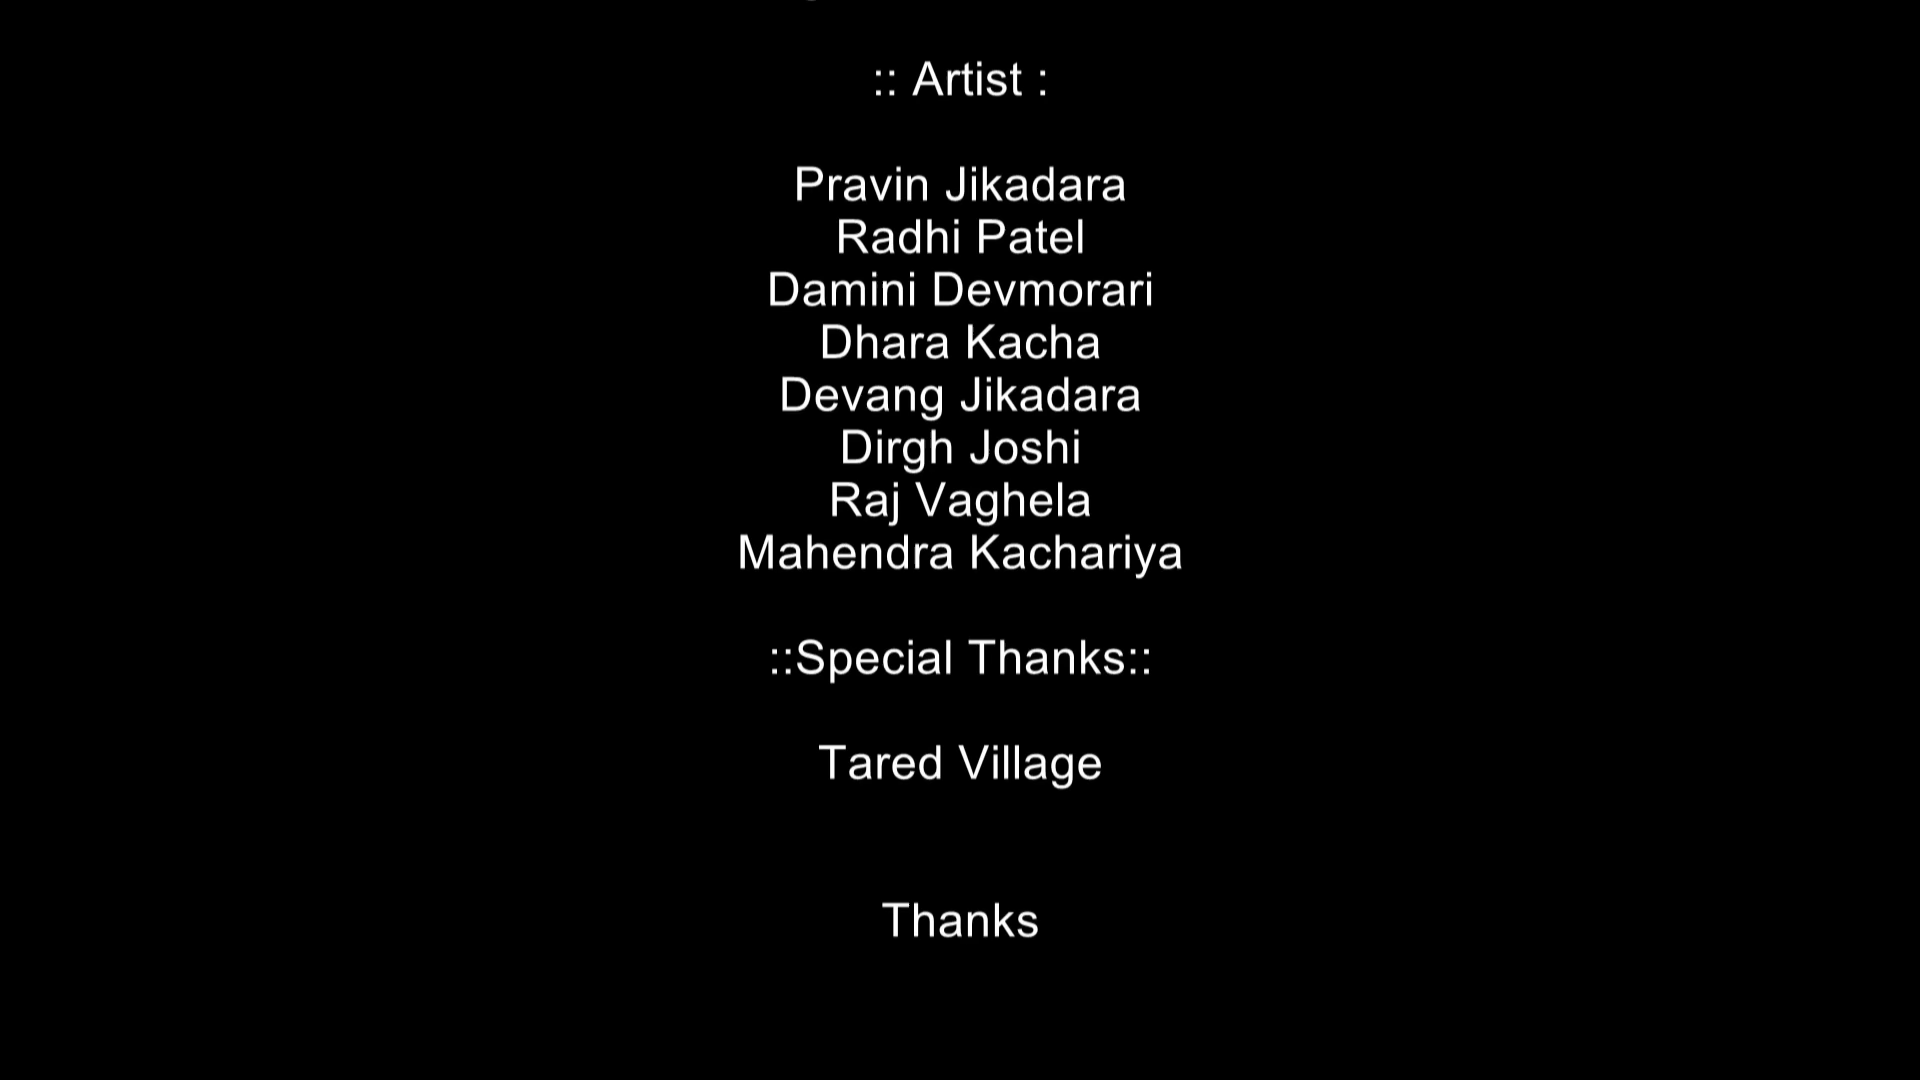 :: Artist :
Pravin Jikadara
Radhi Patel
Damini Devmorari
Dhara Kacha
Devang Jikadara
Dirgh Joshi
Raj Vaghela
Mahendra Kachariya
::Special Thanks::
Tared Village
Thanks